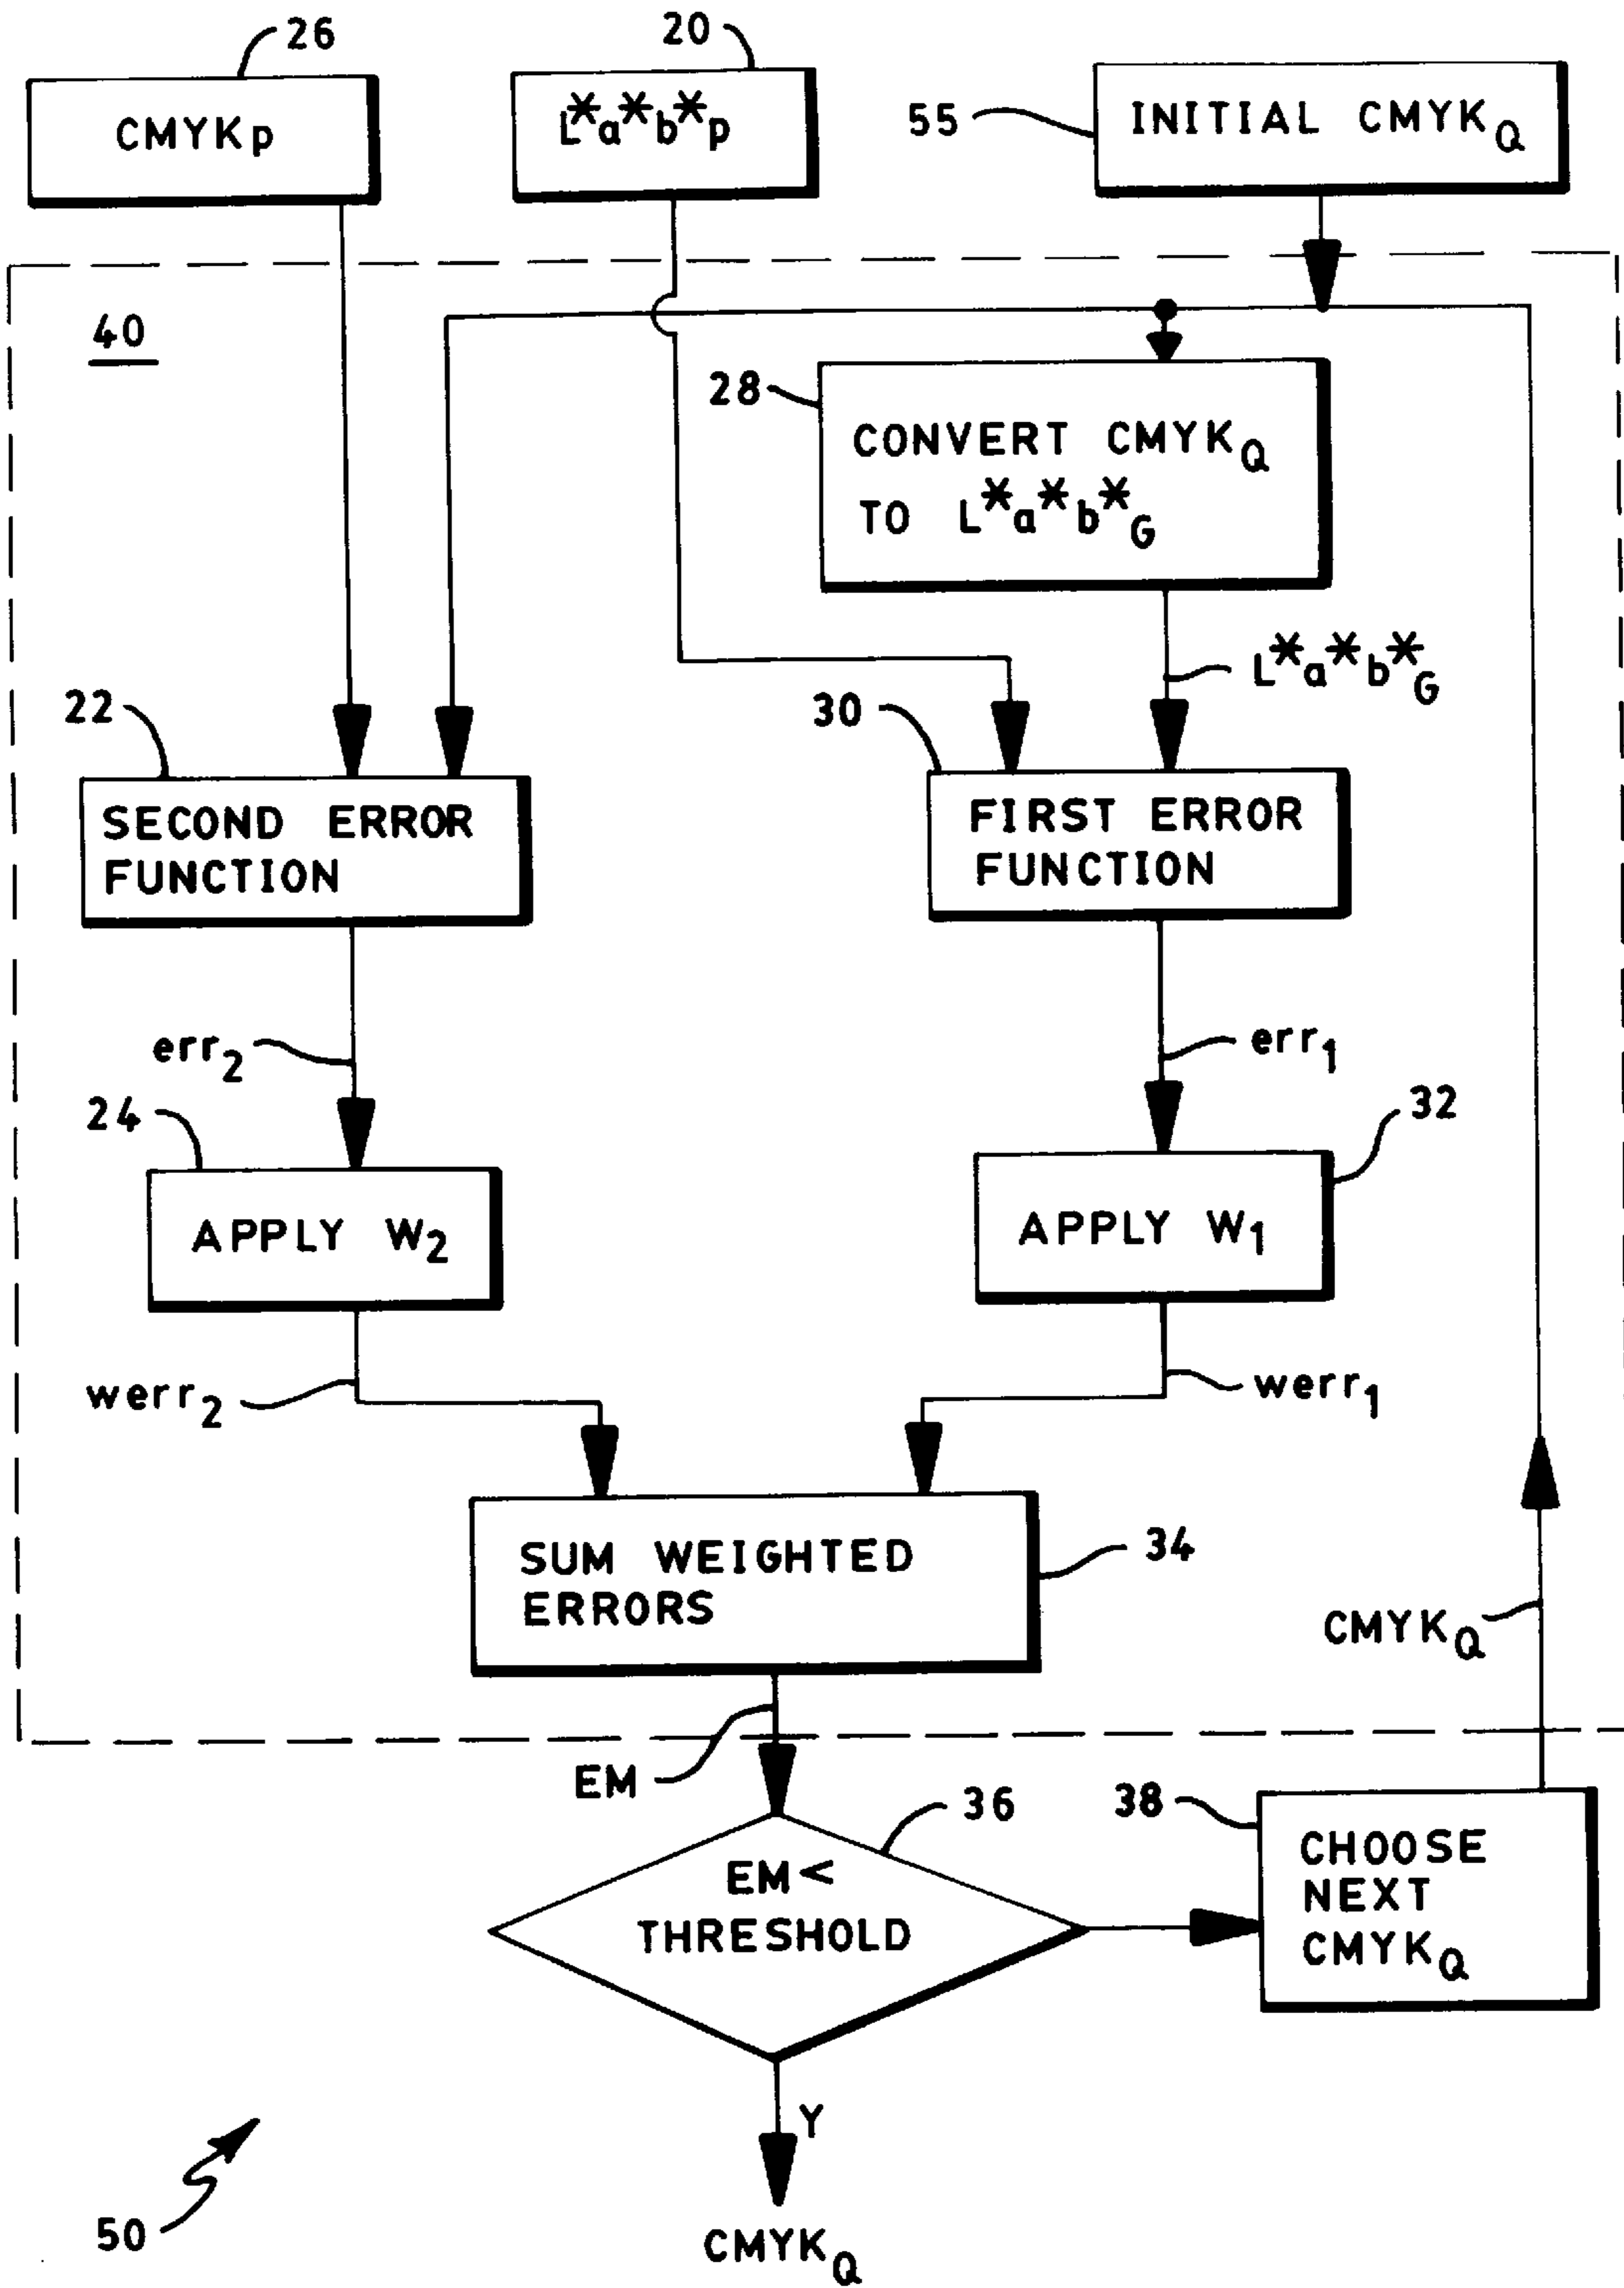 26
20
CMYKp
L*a*b*p
55
INITIAL CMYKQ
40
28
CONVERT CMYKQ
TO L*a*b*G
L*a*b*G
22
30
SECOND ERROR
FUNCTION
FIRST ERROR
FUNCTION
err2
err1
24
32
APPLY W2
APPLY W1
werr2
werr1
SUM WEIGHTED
ERRORS
34
CMYKQ
EM
36
38
EM<
THRESHOLD
CHOOSE
NEXT
CMYKQ
Y
50
CMYKQ